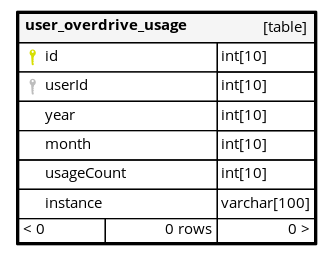 user_overdrive_usage [table]
id int[10]
userId int[10]
year int[10]
month int[10]
usageCount int[10]
instance varchar[100]
< 0 0 rows 0 >